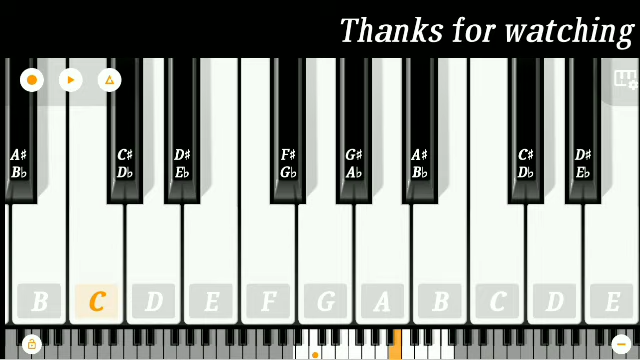 Thanks for watching
A♯ C♯ D♯ F♯ G♯ A♯ C♯ D♯
B♭ D♭ E♭ G♭ A♭ B♭ D♭ E♭
B C D E F G A B C D E